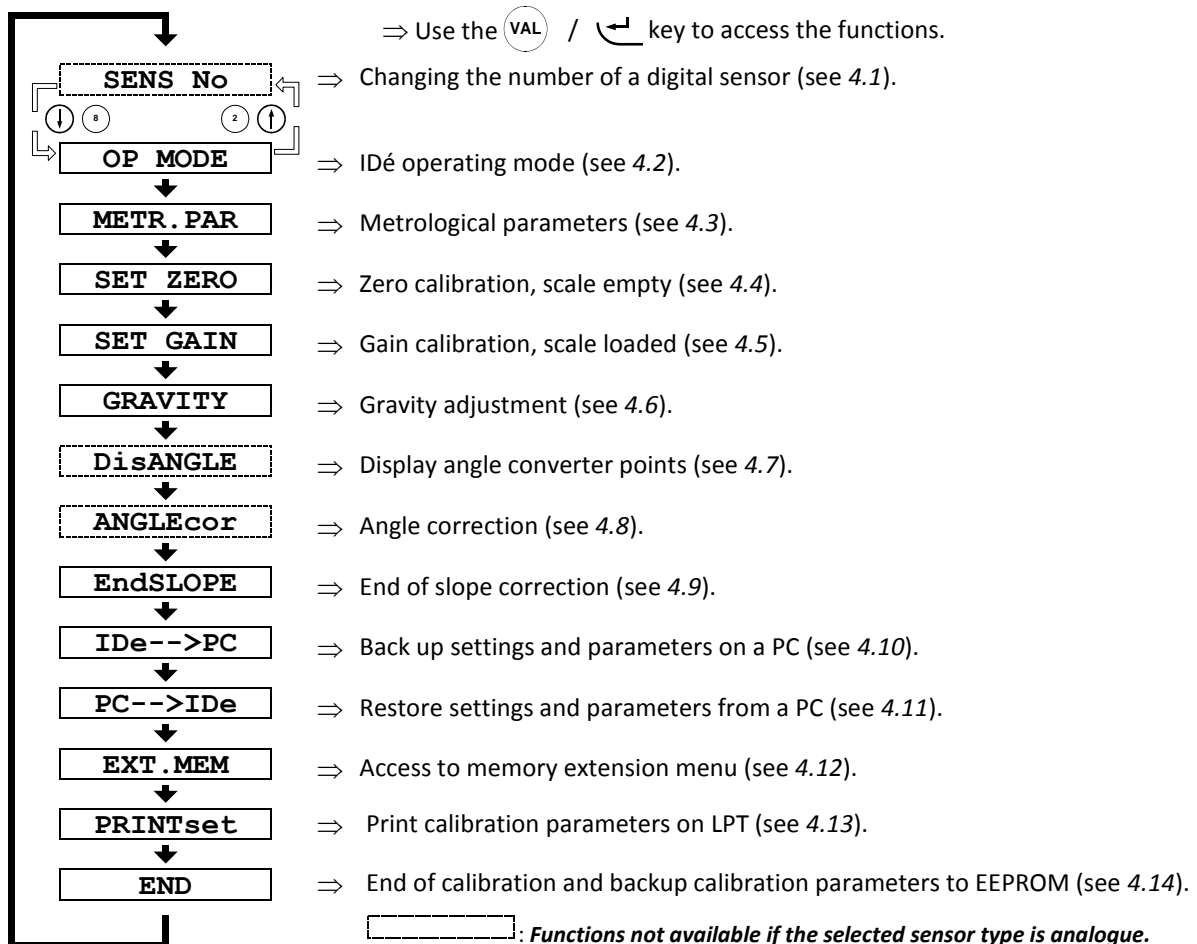 ⇒ Use the VAL / ↵ key to access the functions.
SENS No ⇒ Changing the number of a digital sensor (see 4.1).
↓ 8 2 ↑
OP MODE ⇒ IDé operating mode (see 4.2).
METR.PAR ⇒ Metrological parameters (see 4.3).
SET ZERO ⇒ Zero calibration, scale empty (see 4.4).
SET GAIN ⇒ Gain calibration, scale loaded (see 4.5).
GRAVITY ⇒ Gravity adjustment (see 4.6).
DisANGLE ⇒ Display angle converter points (see 4.7).
ANGLEcor ⇒ Angle correction (see 4.8).
EndSLOPE ⇒ End of slope correction (see 4.9).
IDe-->PC ⇒ Back up settings and parameters on a PC (see 4.10).
PC-->IDe ⇒ Restore settings and parameters from a PC (see 4.11).
EXT.MEM ⇒ Access to memory extension menu (see 4.12).
PRINTset ⇒ Print calibration parameters on LPT (see 4.13).
END ⇒ End of calibration and backup calibration parameters to EEPROM (see 4.14).
: Functions not available if the selected sensor type is analogue.